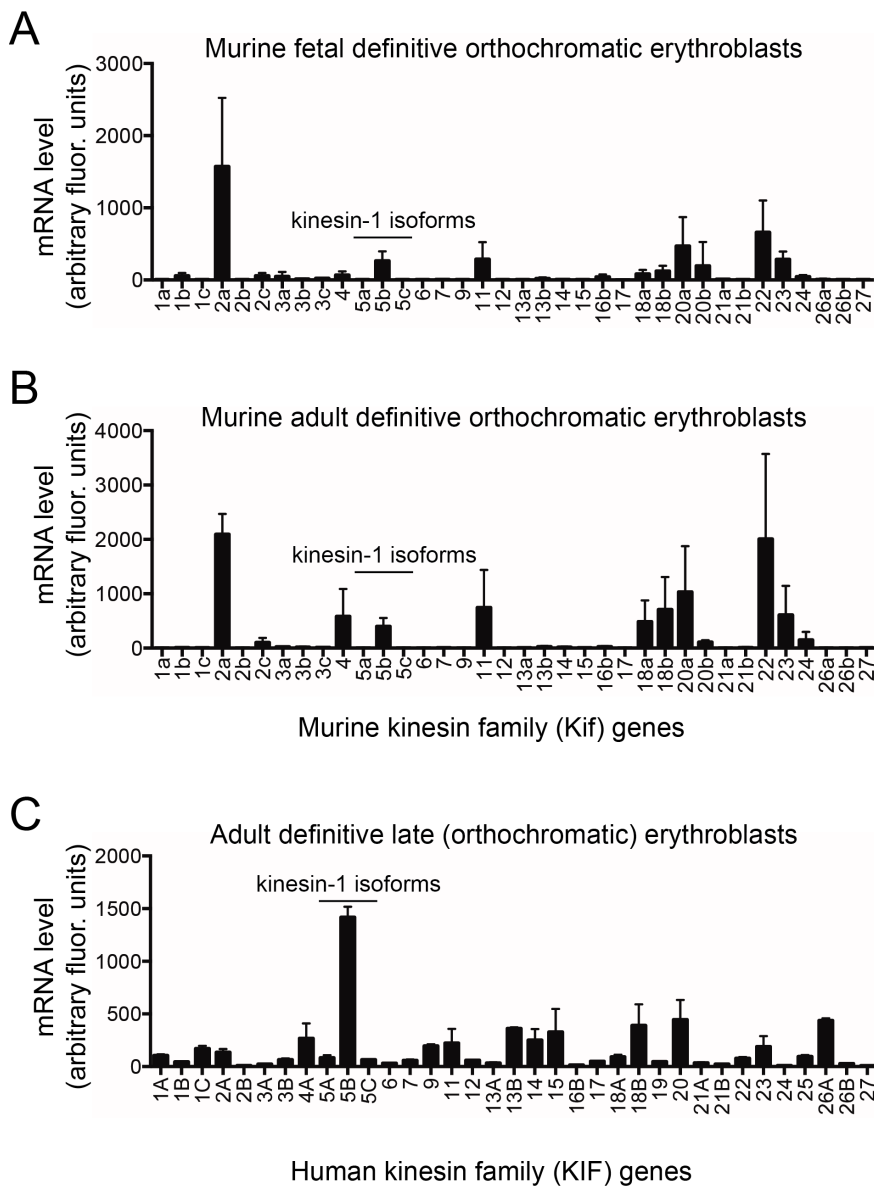 A
Murine fetal definitive orthochromatic erythroblasts
mRNA level
(arbitrary fluor. units)
3000
2000
1000
0
kinesin-1 isoforms
1a 1b 1c 2a 2b 2c 3a 3b 3c 4 5a 5b 5c 6 7 9 11 12 13a 13b 14 15 16b 17 18a 18b 20a 20b 21a 21b 22 23 24 26a 26b 27
B
Murine adult definitive orthochromatic erythroblasts
mRNA level
(arbitrary fluor. units)
4000
3000
2000
1000
0
kinesin-1 isoforms
1a 1b 1c 2a 2b 2c 3a 3b 3c 4 5a 5b 5c 6 7 9 11 12 13a 13b 14 15 16b 17 18a 18b 20a 20b 21a 21b 22 23 24 26a 26b 27
Murine kinesin family (Kif) genes
C
Adult definitive late (orthochromatic) erythroblasts
mRNA level
(arbitrary fluor. units)
2000
1500
1000
500
0
kinesin-1 isoforms
1A 1B 1C 2A 2B 3A 3B 4A 5A 5B 5C 6 7 9 11 12 13A 13B 14 15 16B 17 18A 18B 19 20 21A 21B 22 23 24 25 26A 26B 27
Human kinesin family (KIF) genes